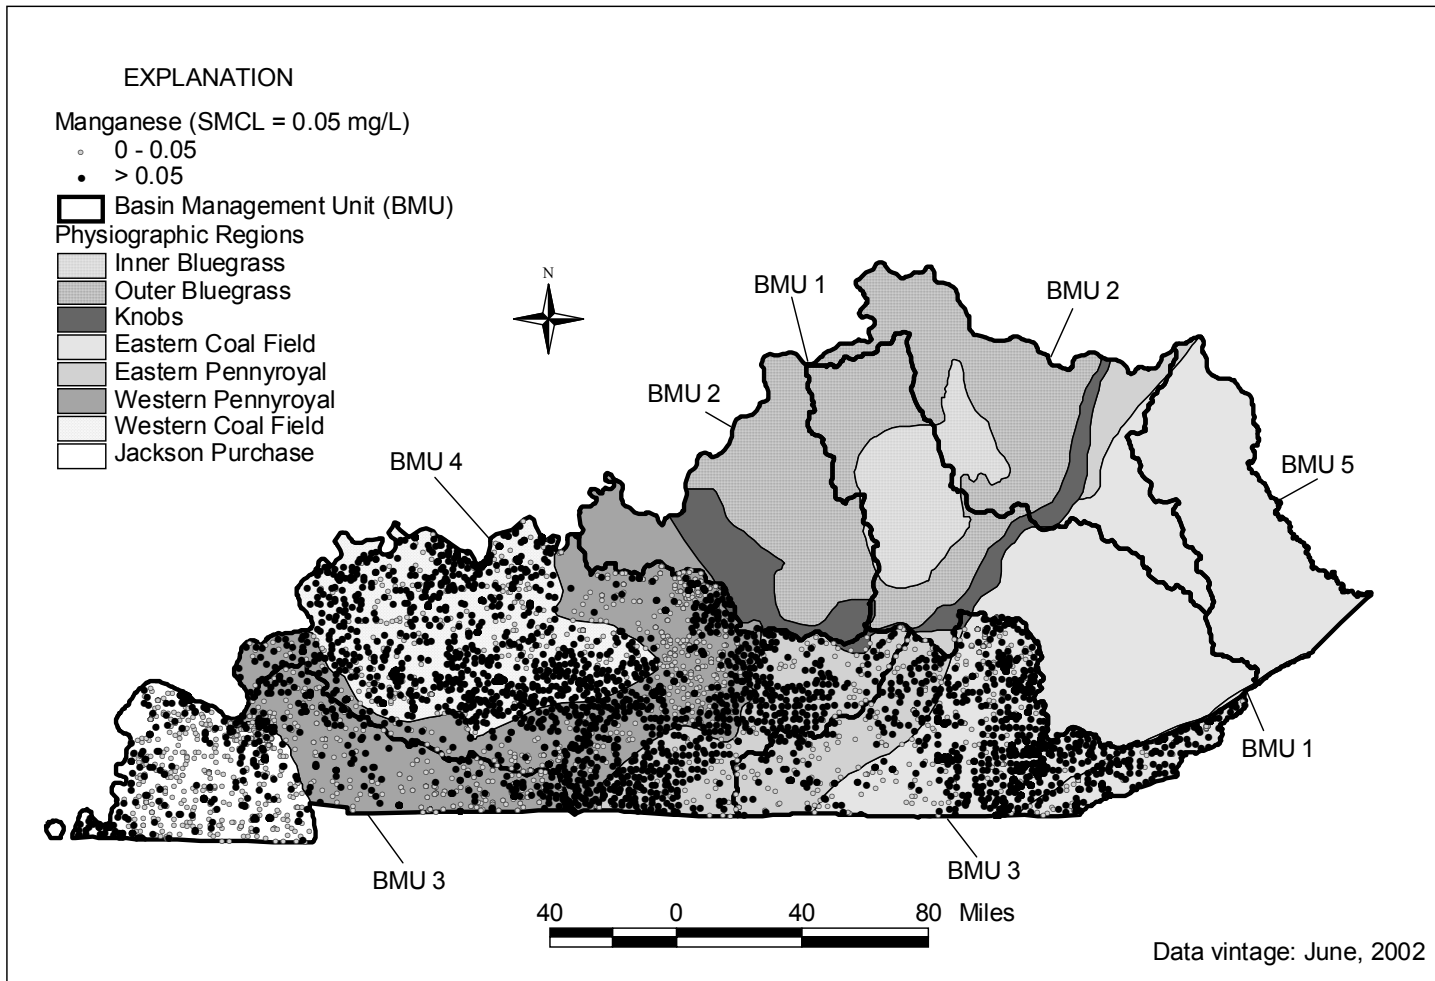 EXPLANATION
Manganese (SMCL = 0.05 mg/L)
0 - 0.05
> 0.05
Basin Management Unit (BMU)
Physiographic Regions
Inner Bluegrass
Outer Bluegrass
Knobs
Eastern Coal Field
Eastern Pennyroyal
Western Pennyroyal
Western Coal Field
Jackson Purchase
N
BMU 1
BMU 2
BMU 2
BMU 4
BMU 5
BMU 1
BMU 3
BMU 3
40 0 40 80 Miles
Data vintage: June, 2002